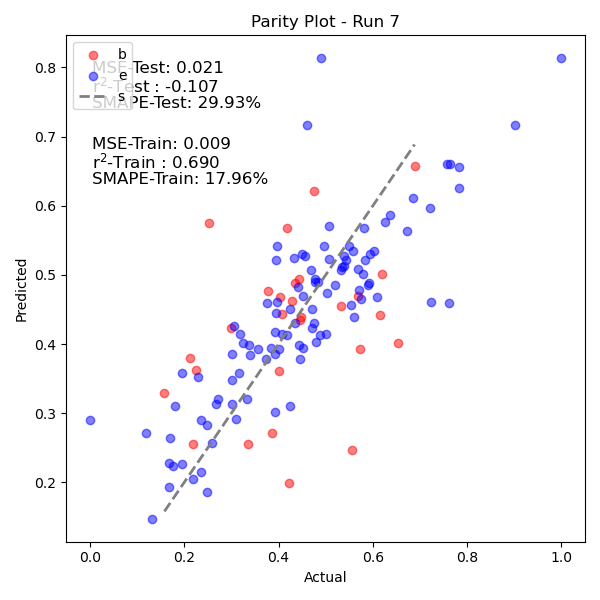 Parity Plot - Run 7
b
e
s
MSE-Test: 0.021
r²-Test : -0.107
SMAPE-Test: 29.93%
MSE-Train: 0.009
r²-Train : 0.690
SMAPE-Train: 17.96%
Predicted
0.8
0.7
0.6
0.5
0.4
0.3
0.2
0.0 0.2 0.4 0.6 0.8 1.0
Actual